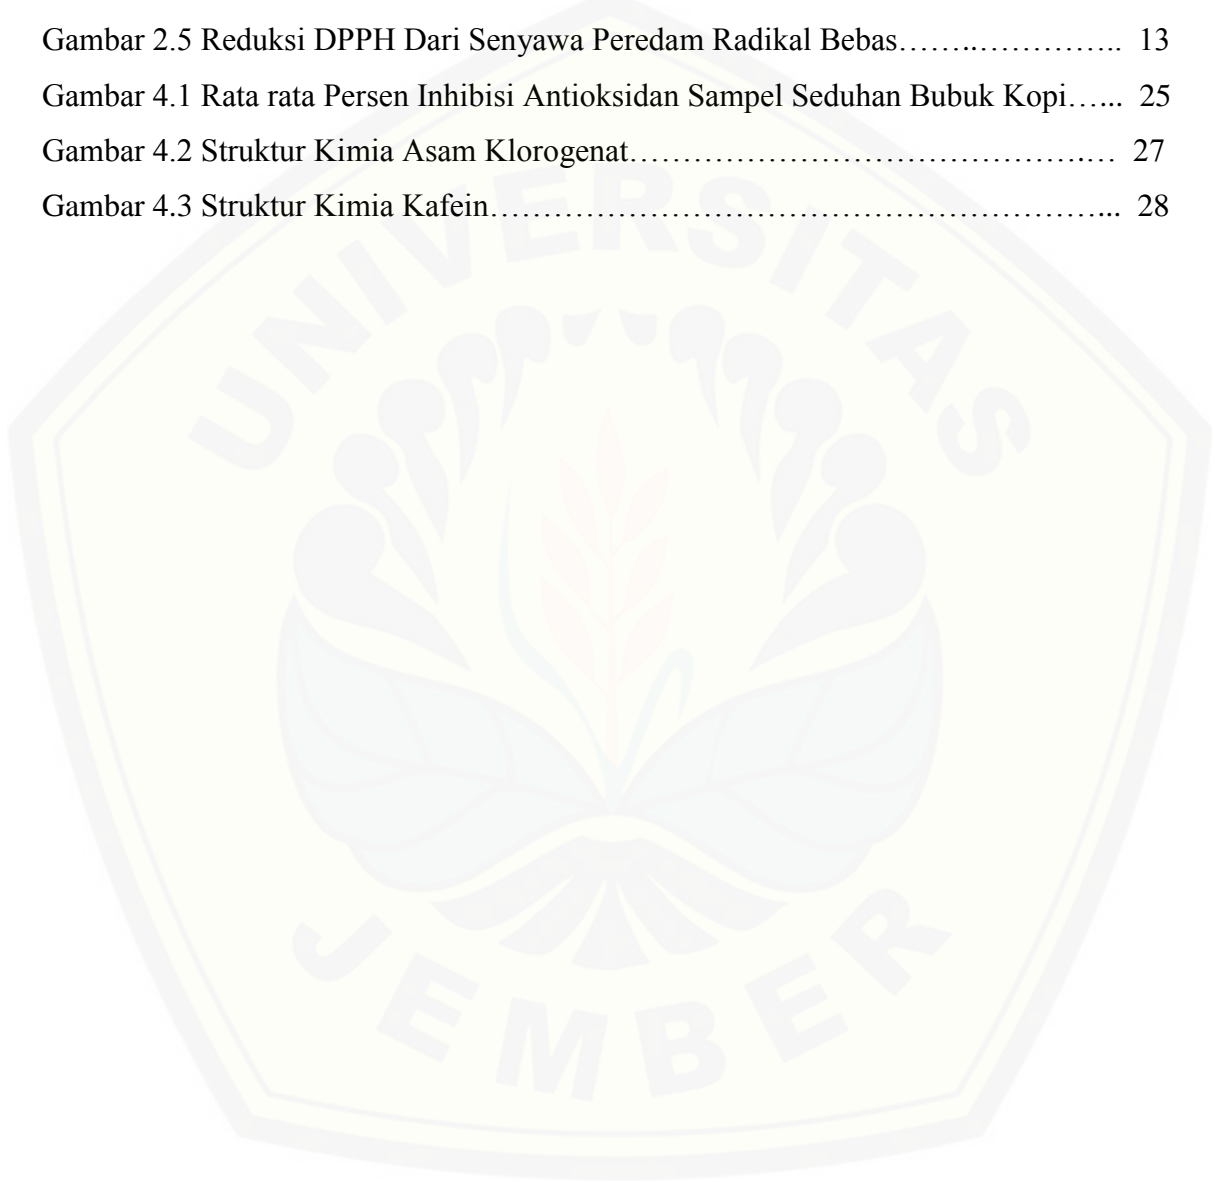 Gambar 2.5 Reduksi DPPH Dari Senyawa Peredam Radikal Bebas……..………….. 13
Gambar 4.1 Rata rata Persen Inhibisi Antioksidan Sampel Seduhan Bubuk Kopi…... 25
Gambar 4.2 Struktur Kimia Asam Klorogenat…………………………………….… 27
Gambar 4.3 Struktur Kimia Kafein…………………………………………………... 28
UNIVERSITAS
JEMBER